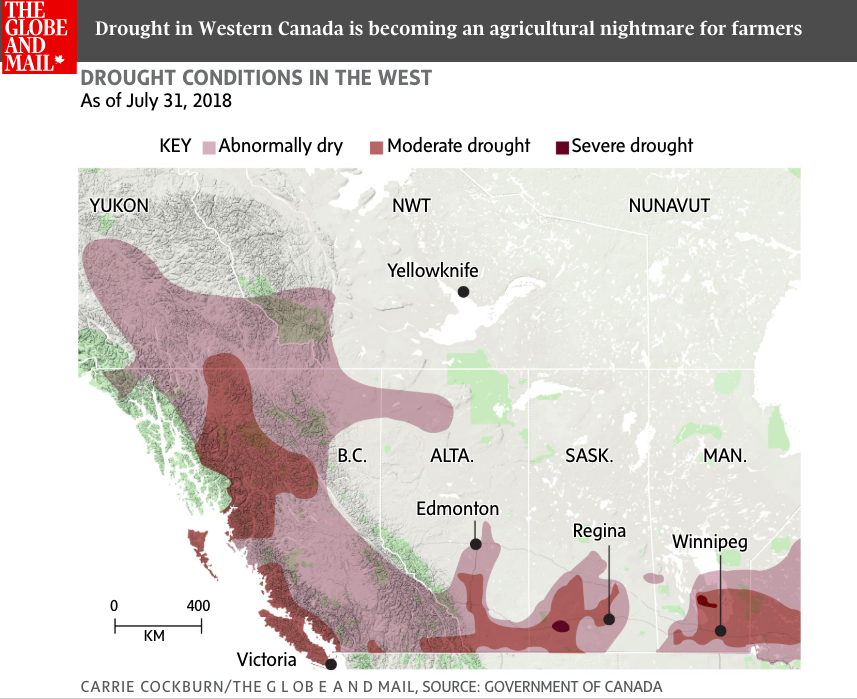 THE
GLOBE
AND
MAIL
Drought in Western Canada is becoming an agricultural nightmare for farmers
DROUGHT CONDITIONS IN THE WEST
As of July 31, 2018
KEY Abnormally dry Moderate drought Severe drought
YUKON NWT NUNAVUT
Yellowknife
B.C. ALTA. SASK. MAN.
Edmonton
Regina
Winnipeg
0 400
KM
Victoria
CARRIE COCKBURN/THE GLOBE AND MAIL, SOURCE: GOVERNMENT OF CANADA